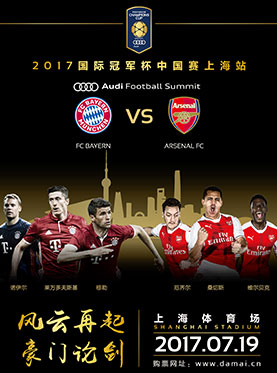 INTERNATIONAL
CHAMPIONS
CUP
2017国际冠军杯中国赛上海站
Audi Football Summit
FC BAYERN
MÜNCHEN
VS
Arsenal
FC BAYERN
ARSENAL FC
诺伊尔
莱万多夫斯基
穆勒
厄齐尔
桑切斯
维尔贝克
风云再起
豪门论剑
上海体育场
SHANGHAI STADIUM
2017.07.19
购票网址：www.damai.cn